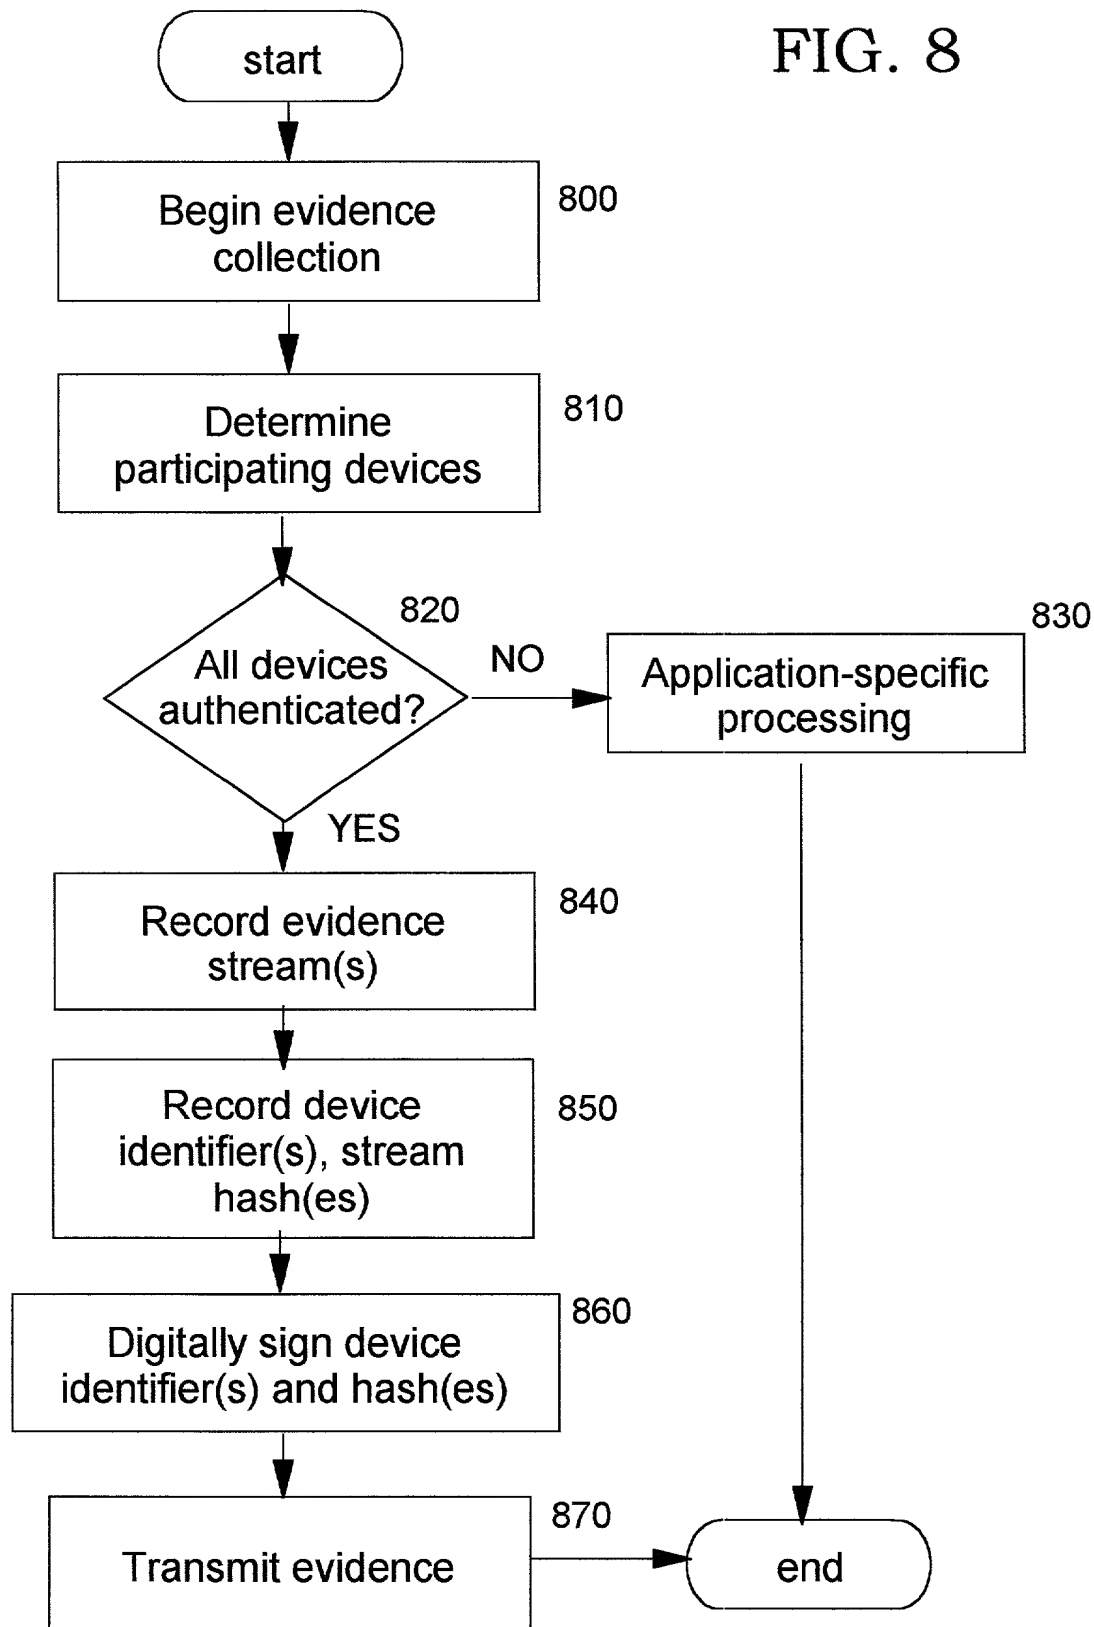 FIG. 8
start
Begin evidence
collection
800
Determine
participating devices
810
820
All devices
authenticated?
NO
830
Application-specific
processing
YES
Record evidence
stream(s)
840
Record device
identifier(s), stream
hash(es)
850
Digitally sign device
identifier(s) and hash(es)
860
Transmit evidence
870
end